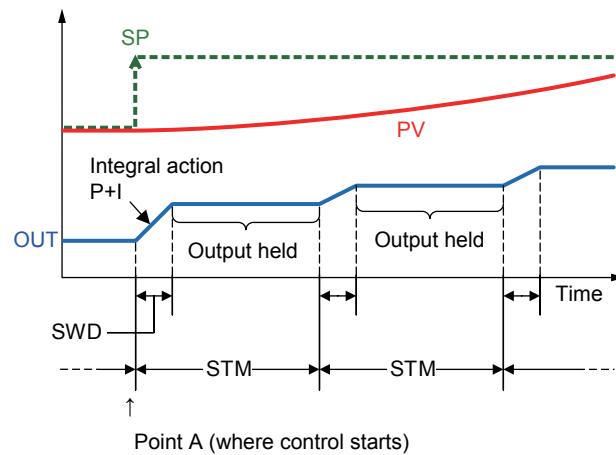 SP
PV
Integral action
P+I
OUT
Output held
Output held
Time
SWD
STM
STM
↑
Point A (where control starts)